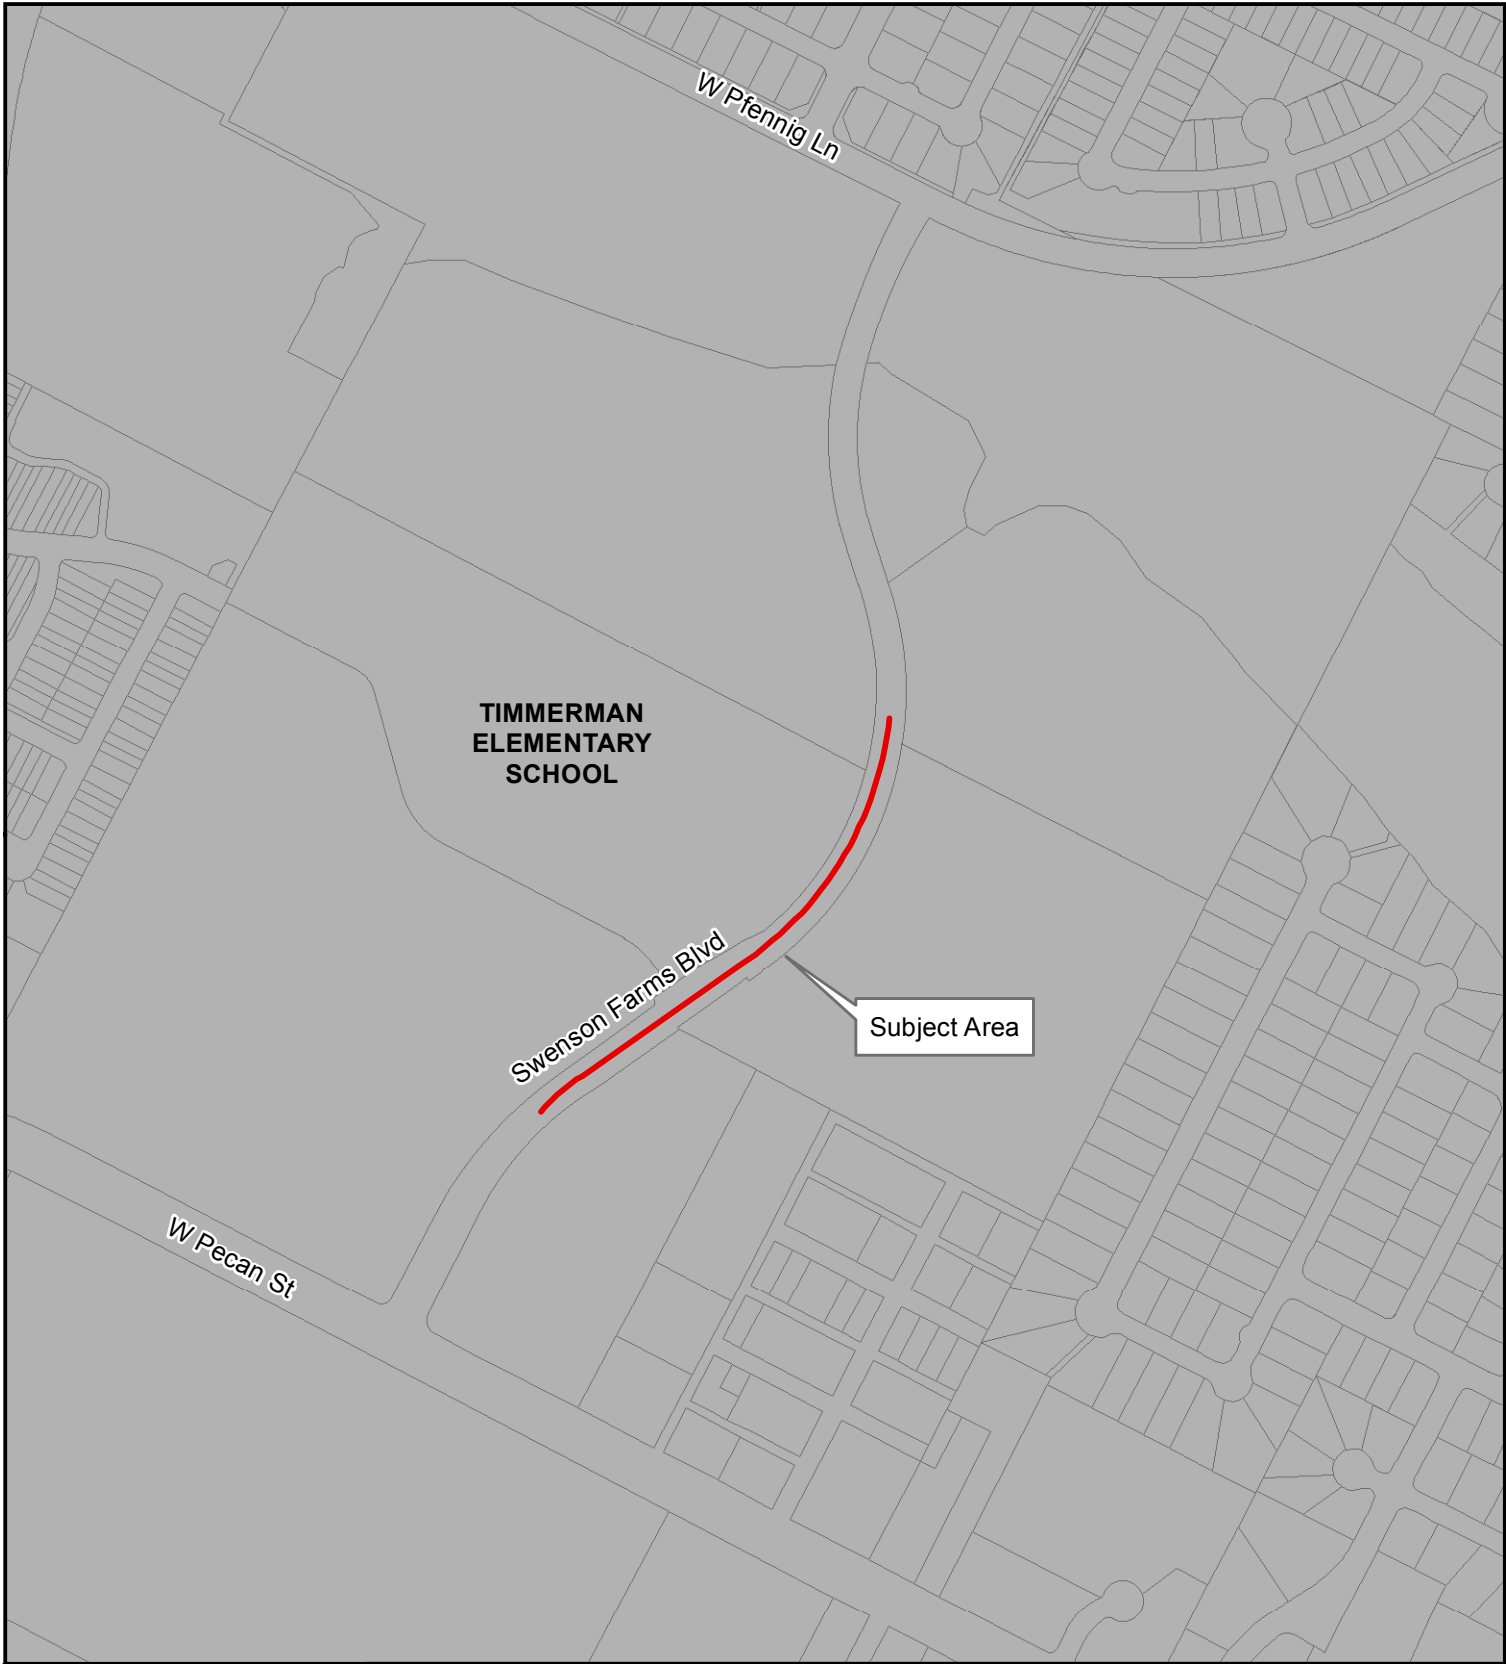 W Pfennig Ln
TIMMERMAN
ELEMENTARY
SCHOOL
Swenson Farms Blvd
Subject Area
W Pecan St